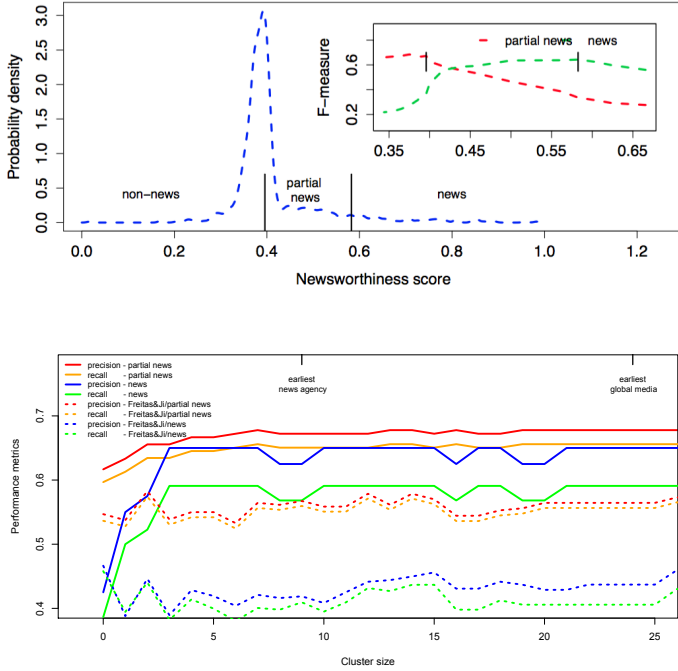 partial news news
F−measure
0.6
0.2
0.35 0.45 0.55 0.65
Probability density
3.0
2.5
2.0
1.5
1.0
0.5
0.0
non−news
partial
news
news
0.0 0.2 0.4 0.6 0.8 1.0 1.2
Newsworthiness score
precision - partial news
recall - partial news
precision - news
recall - news
precision - Freitas&Ji/partial news
recall - Freitas&Ji/partial news
precision - Freitas&Ji/news
recall - Freitas&Ji/news
earliest
news agency
earliest
global media
Performance metrics
0.7
0.6
0.5
0.4
0 5 10 15 20 25
Cluster size